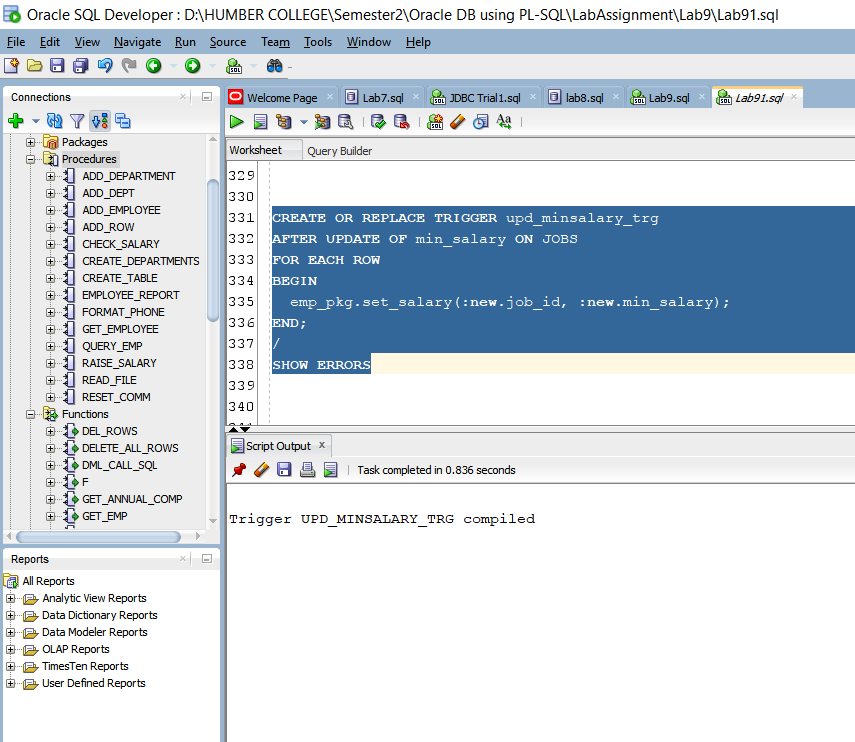 Oracle SQL Developer : D:\HUMBER COLLEGE\Semester2\Oracle DB using PL-SQL\LabAssignment\Lab9\Lab91.sql
File Edit View Navigate Run Source Team Tools Window Help
Connections
Packages
Procedures
ADD_DEPARTMENT
ADD_DEPT
ADD_EMPLOYEE
ADD_ROW
CHECK_SALARY
CREATE_DEPARTMENTS
CREATE_TABLE
EMPLOYEE_REPORT
FORMAT_PHONE
GET_EMPLOYEE
QUERY_EMP
RAISE_SALARY
READ_FILE
RESET_COMM
Functions
DEL_ROWS
DELETE_ALL_ROWS
DML_CALL_SQL
F
GET_ANNUAL_COMP
GET_EMP
Reports
All Reports
Analytic View Reports
Data Dictionary Reports
Data Modeler Reports
OLAP Reports
TimesTen Reports
User Defined Reports
Welcome Page Lab7.sql JDBC Trial1.sql lab8.sql Lab9.sql Lab91.sql
Worksheet Query Builder
329
330
331 CREATE OR REPLACE TRIGGER upd_minsalary_trg
332 AFTER UPDATE OF min_salary ON JOBS
333 FOR EACH ROW
334 BEGIN
335 emp_pkg.set_salary(:new.job_id, :new.min_salary);
336 END;
337 /
338 SHOW ERRORS
339
340
Script Output
Task completed in 0.836 seconds
Trigger UPD_MINSALARY_TRG compiled